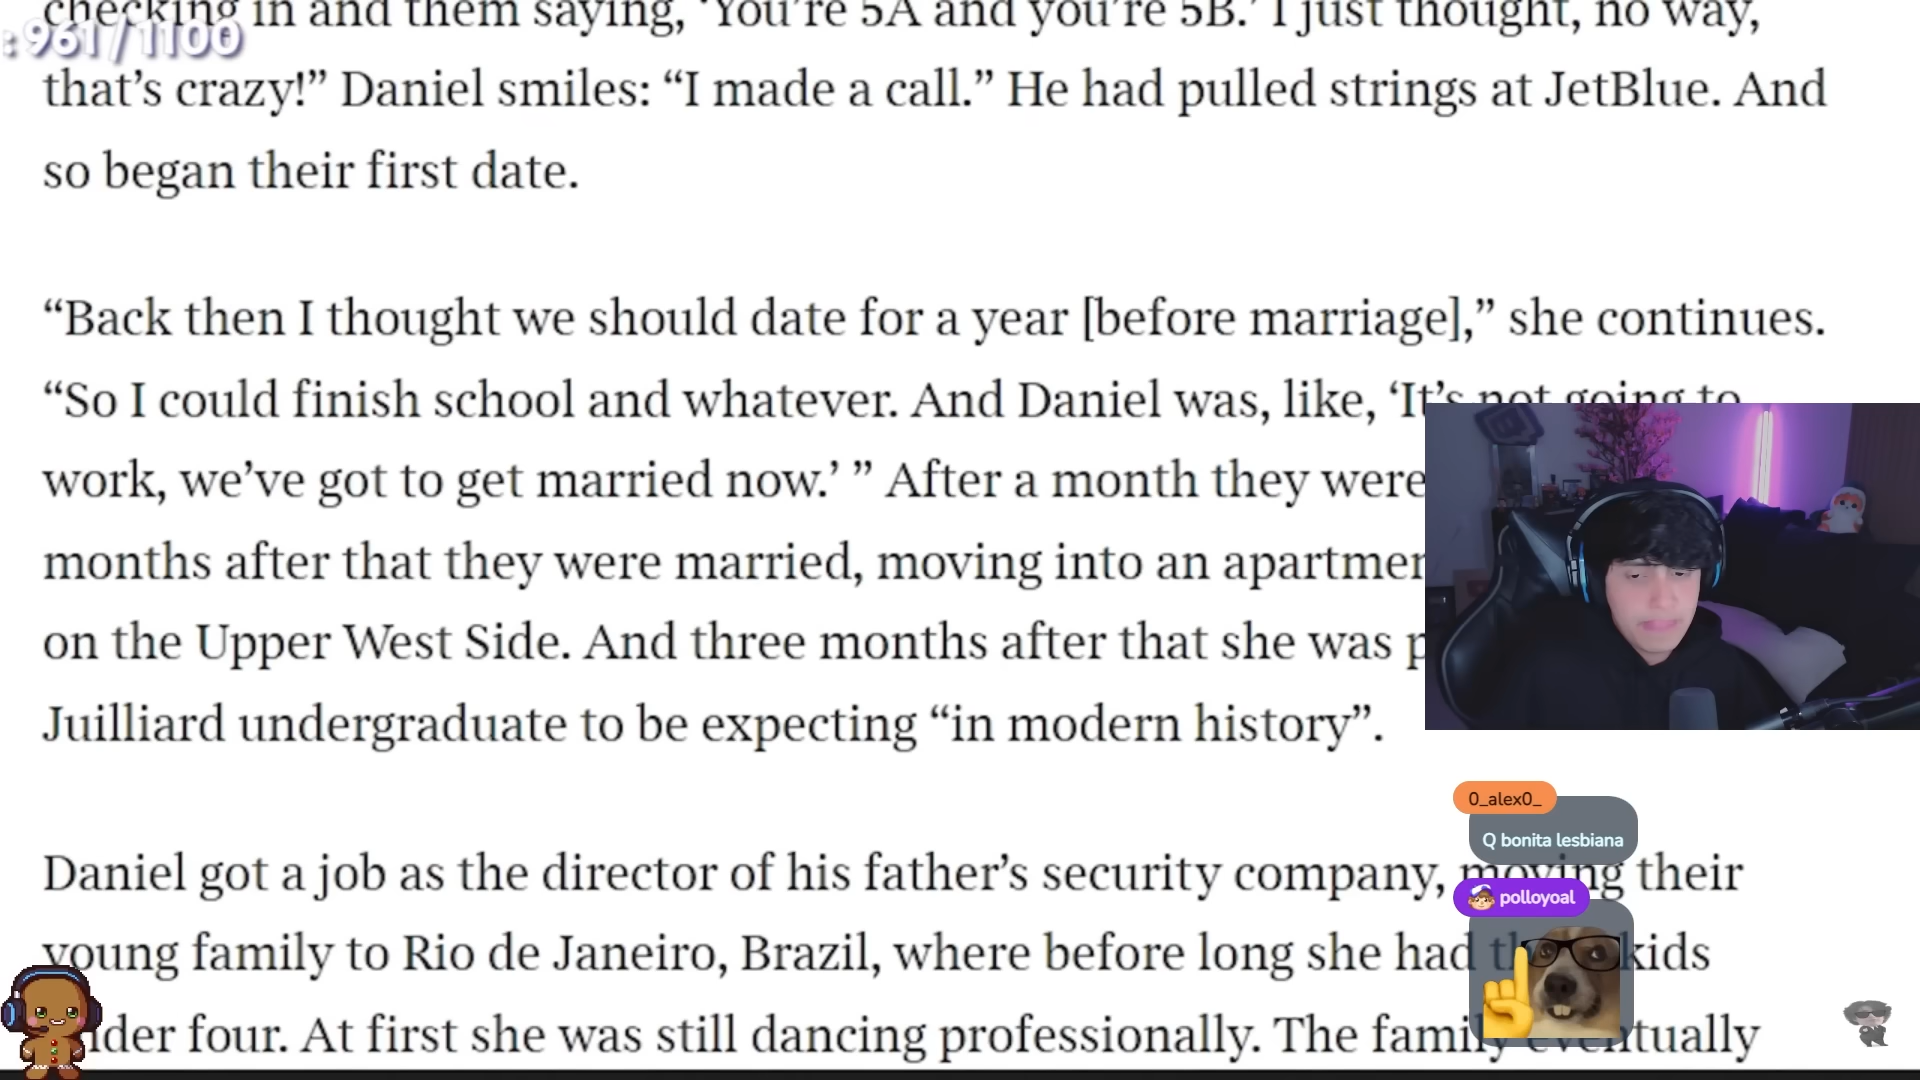 checking in and them saying, ‘You’re 5A and you’re 5B.’ I just thought, no way,
: 961/1100
that’s crazy!” Daniel smiles: “I made a call.” He had pulled strings at JetBlue. And
so began their first date.
“Back then I thought we should date for a year [before marriage],” she continues.
“So I could finish school and whatever. And Daniel was, like, ‘It’s not going to
work, we’ve got to get married now.’ ” After a month they were
months after that they were married, moving into an
on the Upper West Side. And three months after that she was
Juilliard undergraduate to be expecting “in modern history”.
0_alex0_
Q bonita lesbiana
Daniel got a job as the director of his father’s security company, moving their
polloyoal
young family to Rio de Janeiro, Brazil, where before long she had kids
four. At first she was still dancing professionally. The family eventually